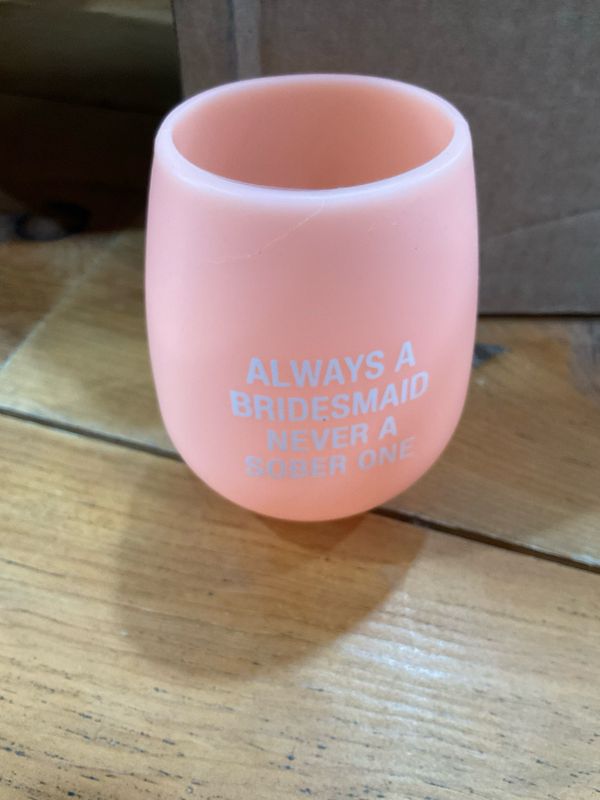 ALWAYS A
BRIDESMAID
NEVER A
SOBER ONE